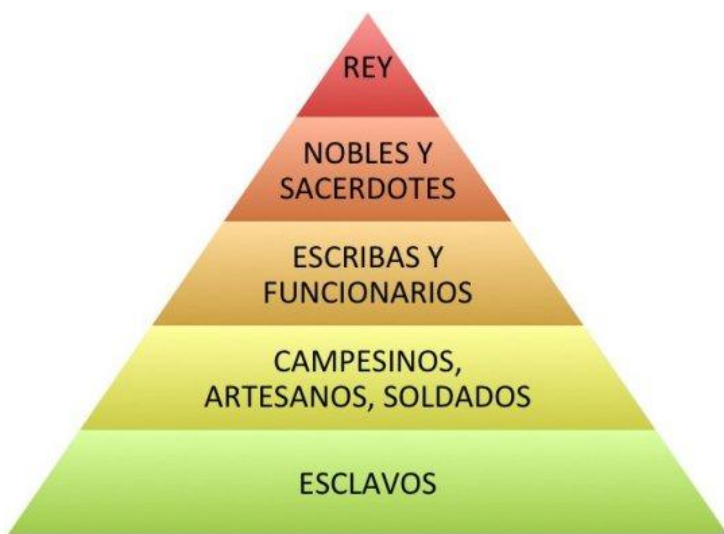 REY
NOBLES Y
SACERDOTES
ESCRIBAS Y
FUNCIONARIOS
CAMPESINOS,
ARTESANOS, SOLDADOS
ESCLAVOS